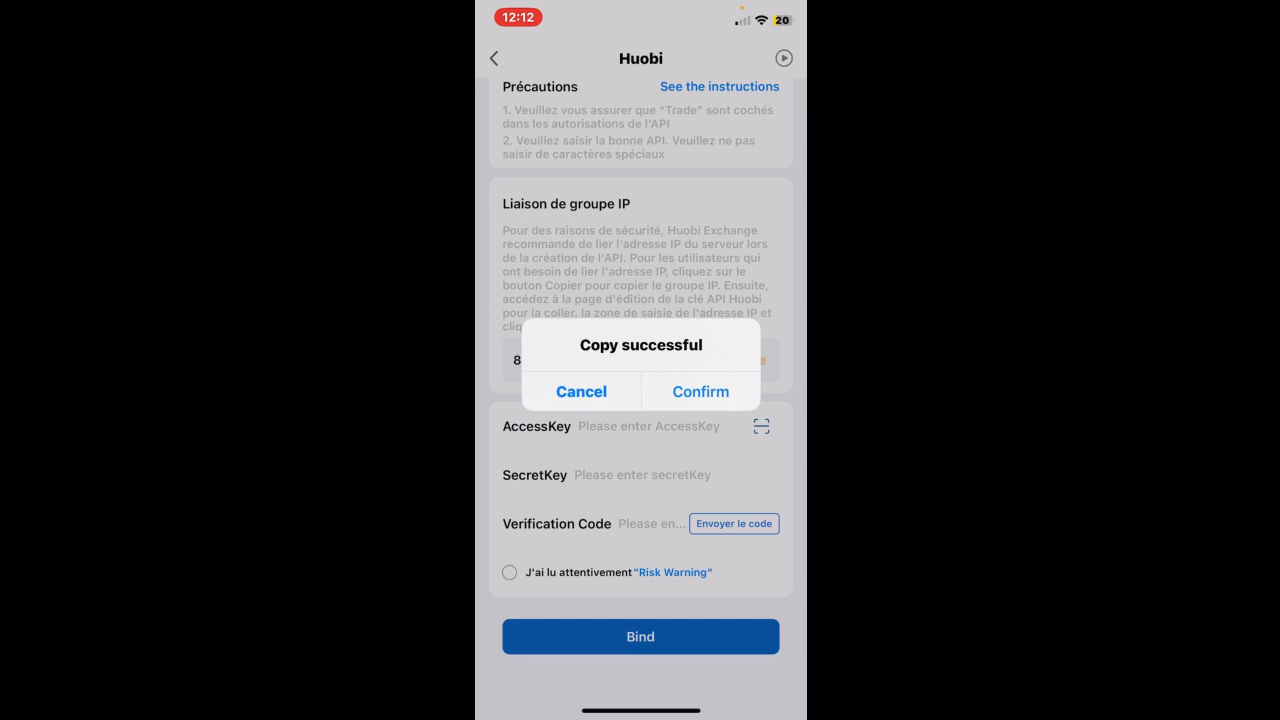 12:12
20
Huobi
Précautions See the instructions
1. Veuillez vous assurer que "Trade" sont cochés
dans les autorisations de l'API
2. Veuillez saisir la bonne API. Veuillez ne pas
saisir de caractères spéciaux
Liaison de groupe IP
Pour des raisons de sécurité, Huobi Exchange
recommande de lier l'adresse IP du serveur lors
de la création de l'API. Pour les utilisateurs qui
ont besoin de lier l'adresse IP, cliquez sur le
bouton Copier pour copier le groupe IP. Ensuite,
accédez à la page d'édition de la clé API Huobi
pour la coller. la zone de saisie de l'adresse IP et
Copy successful
Cancel Confirm
AccessKey Please enter AccessKey
SecretKey Please enter secretKey
Verification Code Please en... Envoyer le code
J'ai lu attentivement "Risk Warning"
Bind